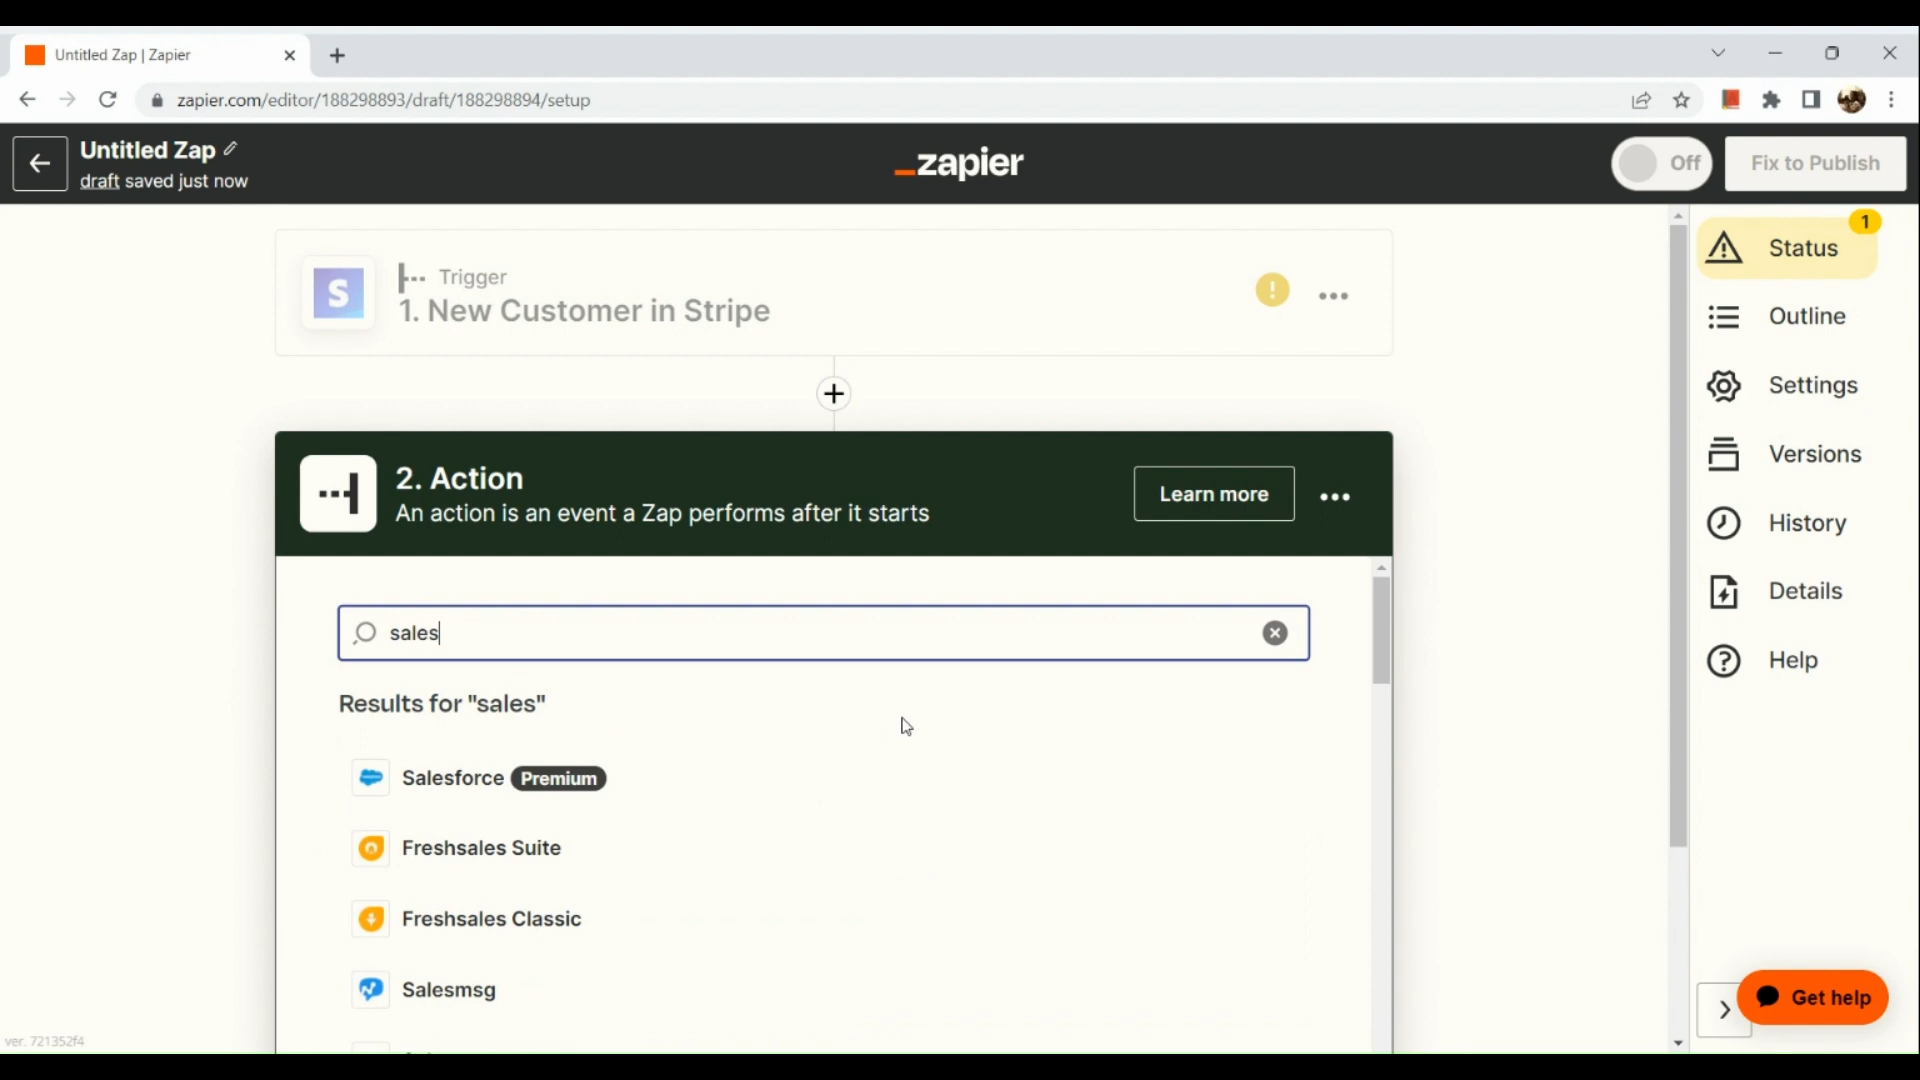 Untitled Zap | Zapier
zapier.com/editor/188298893/draft/188298894/setup
Untitled Zap
draft saved just now
_zapier
Off
Fix to Publish
S
Trigger
1. New Customer in Stripe
1
Status
Outline
Settings
Versions
History
Details
Help
2. Action
An action is an event a Zap performs after it starts
Learn more
sales
Results for "sales"
Salesforce Premium
Freshsales Suite
Freshsales Classic
Salesmsg
Get help
ver. 721352f4